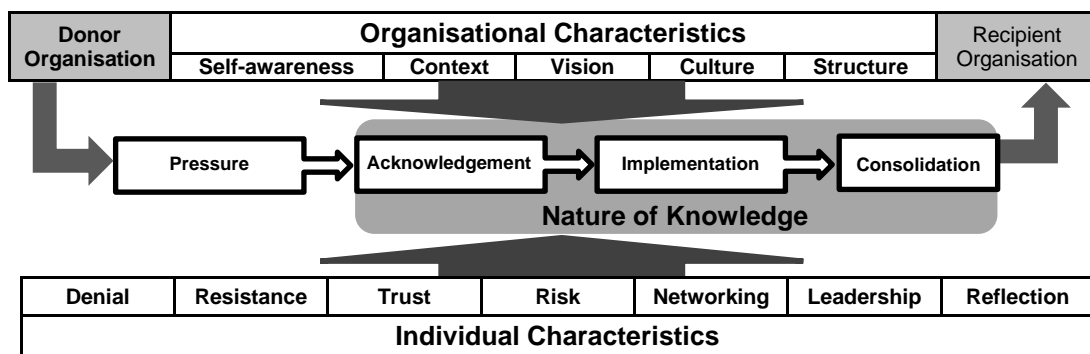 Donor
Organisation
Organisational Characteristics
Self-awareness Context Vision Culture Structure
Recipient
Organisation
Pressure Acknowledgement Implementation Consolidation
Nature of Knowledge
Denial Resistance Trust Risk Networking Leadership Reflection
Individual Characteristics